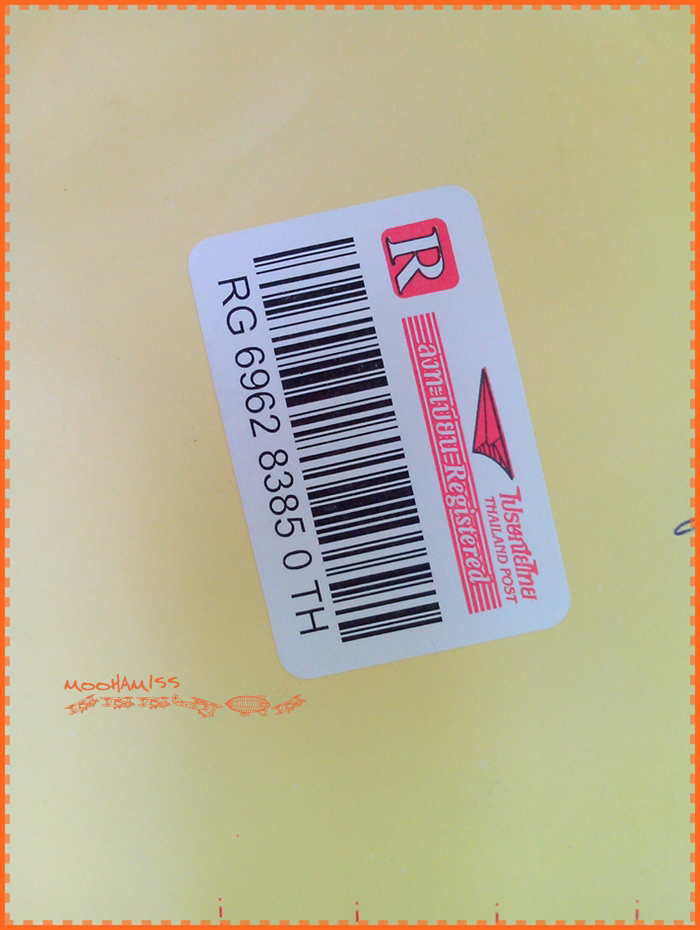 R
ลงทะเบียน Registered
ไปรษณีย์ไทย
THAILAND POST
RG 6962 8385 0 TH
MOOHAMISS